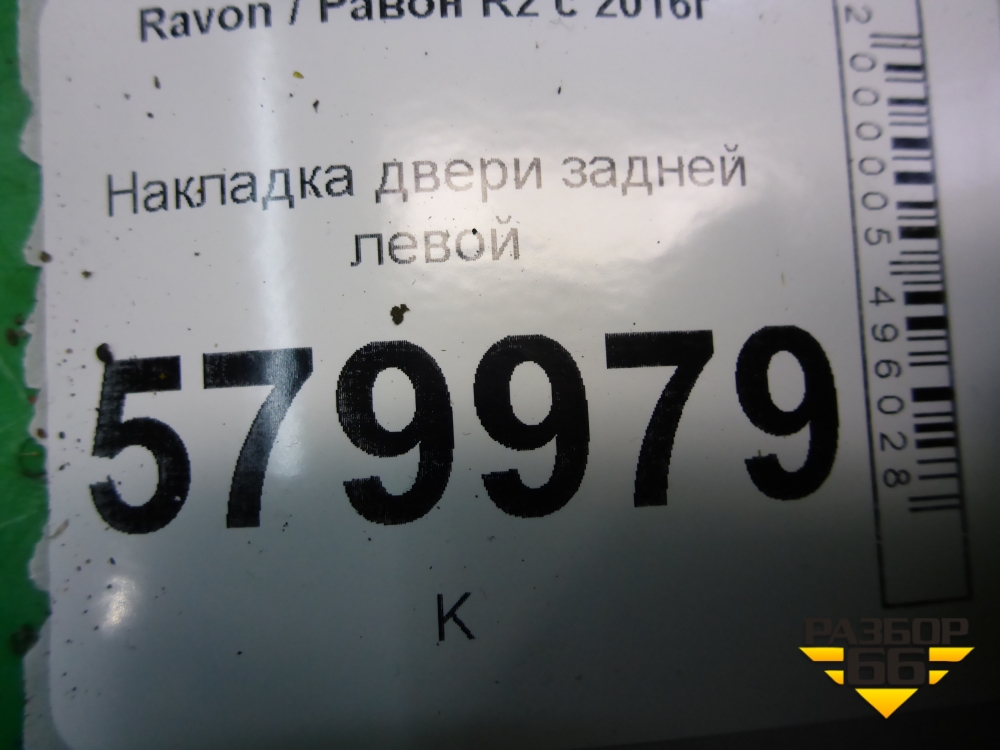 Ravon / Равон R2 с 2016г
Накладка двери задней
левой
579979
К
2000005496028
РАЗБОР
66